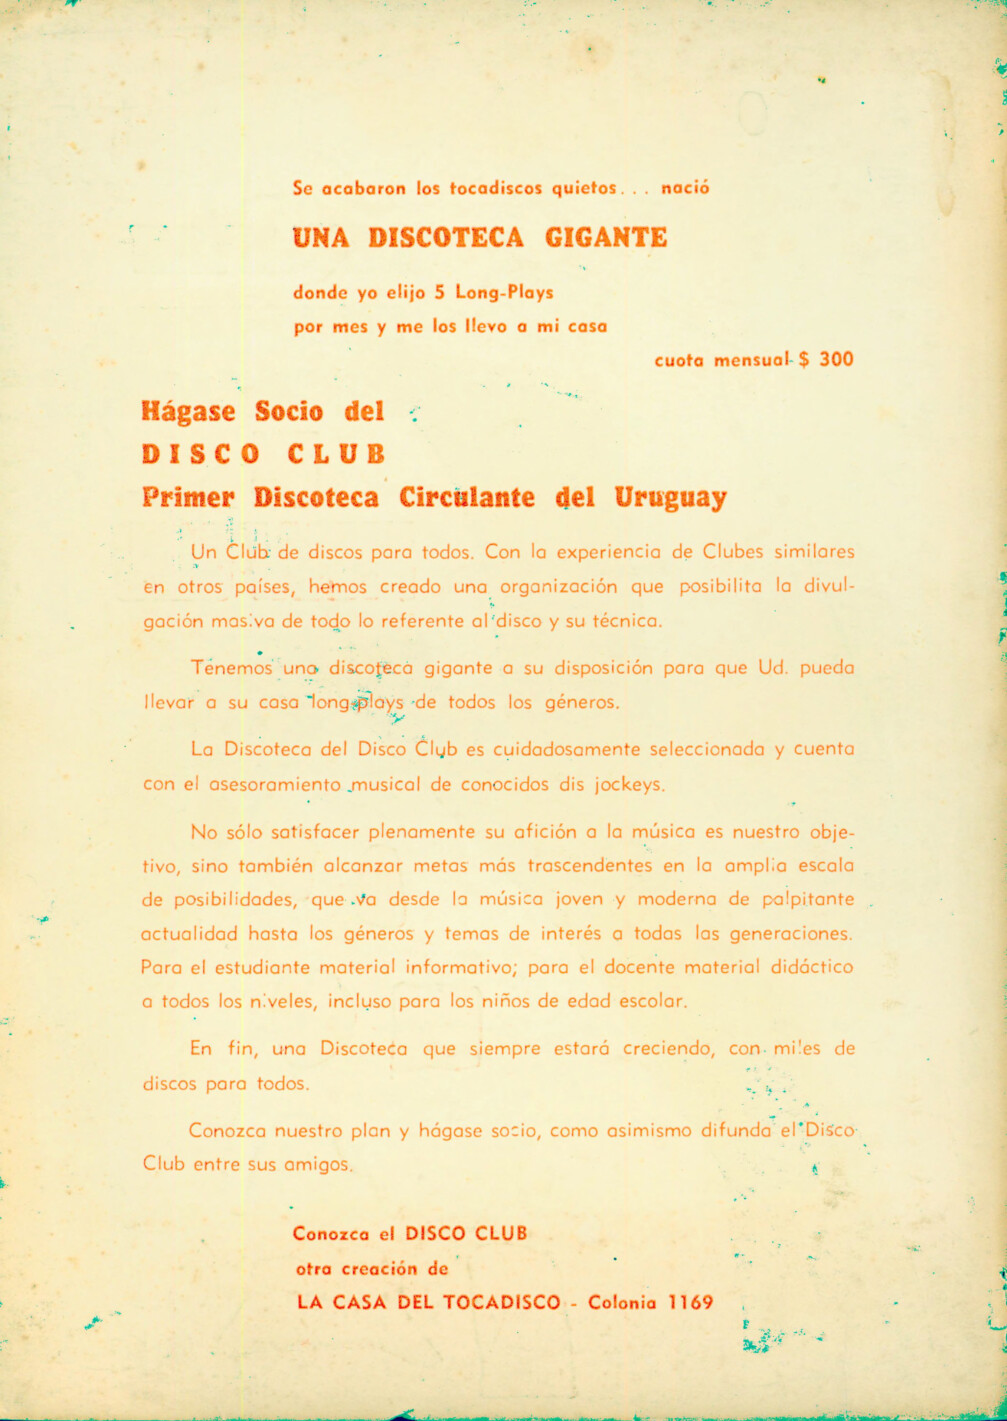 Se acabaron los tocadiscos quietos... nació
UNA DISCOTECA GIGANTE
donde yo elijo 5 Long-Plays
por mes y me los llevo a mi casa
cuota mensual $ 300
Hágase Socio del
DISCO CLUB
Primer Discoteca Circulante del Uruguay
Un Club de discos para todos. Con la experiencia de Clubes similares
en otros países, hemos creado una organización que posibilita la divul-
gación masiva de todo lo referente al disco y su técnica.
Tenemos una discoteca gigante a su disposición para que Ud. pueda
llevar a su casa long-plays de todos los géneros.
La Discoteca del Disco Club es cuidadosamente seleccionada y cuenta
con el asesoramiento musical de conocidos dis jockeys.
No sólo satisfacer plenamente su afición a la música es nuestro obje-
tivo, sino también alcanzar metas más trascendentes en la amplia escala
de posibilidades, que va desde la música joven y moderna de palpitante
actualidad hasta los géneros y temas de interés a todas las generaciones.
Para el estudiante material informativo; para el docente material didáctico
a todos los niveles, incluso para los niños de edad escolar.
En fin, una Discoteca que siempre estará creciendo, con miles de
discos para todos.
Conozca nuestro plan y hágase socio, como asimismo difunda el Disco
Club entre sus amigos.
Conozca el DISCO CLUB
otra creación de
LA CASA DEL TOCADISCO - Colonia 1169